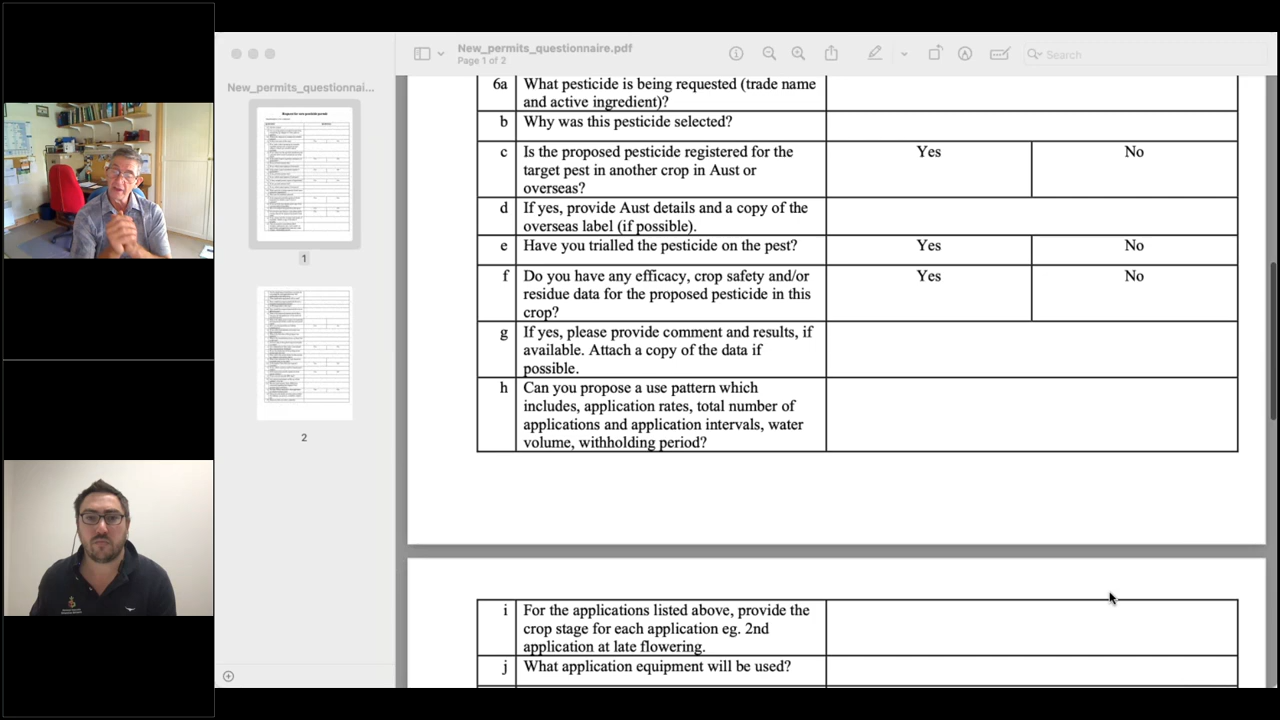 New_permits_questionnaire.pdf
Page 1 of 2
Search
New_permits_questionnai...
1
2
6a What pesticide is being requested (trade name
and active ingredient)?
b Why was this pesticide selected?
c Is the proposed pesticide registered for the
target pest in another crop in Aust or
overseas?
Yes No
d If yes provide crop details and copy of the
overseas label (if possible).
e Have you trialled the pesticide on the pest? Yes No
f Do you have any efficacy, crop safety and/or
residue data for the proposed pesticide in this
crop?
Yes No
g If yes please provide comments and results if
available. Attach a copy of the data if
possible.
h Can you propose a use pattern which
includes, application rates, total number of
applications and application intervals, water
volume, withholding period?
i For the applications listed above, provide the
crop stage for each application eg. 2nd
application at late flowering.
j What application equipment will be used?